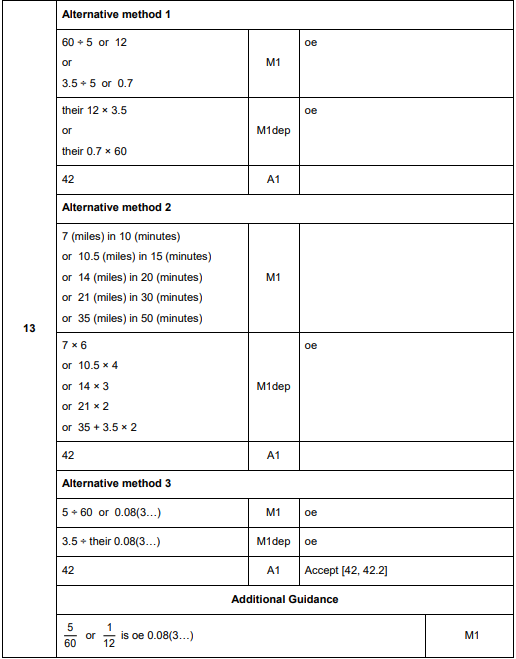 13
Alternative method 1
60 ÷ 5 or 12
or
3.5 ÷ 5 or 0.7
M1
oe
their 12 × 3.5
or
their 0.7 × 60
M1dep
oe
42
A1
Alternative method 2
7 (miles) in 10 (minutes)
or 10.5 (miles) in 15 (minutes)
or 14 (miles) in 20 (minutes)
or 21 (miles) in 30 (minutes)
or 35 (miles) in 50 (minutes)
M1
7 × 6
or 10.5 × 4
or 14 × 3
or 21 × 2
or 35 + 3.5 × 2
M1dep
oe
42
A1
Alternative method 3
5 ÷ 60 or 0.08(3...)
M1
oe
3.5 ÷ their 0.08(3...)
M1dep
oe
42
A1
Accept [42, 42.2]
Additional Guidance
5/60 or 1/12 is oe 0.08(3...)
M1